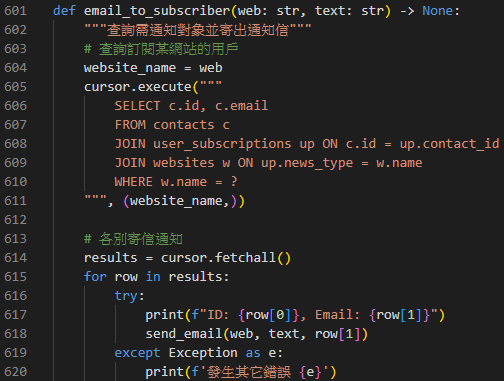 601 def email_to_subscriber(web: str, text: str) -> None:
602     """查詢需通知對象並寄出通知信"""
603     # 查詢訂閱某網站的用戶
604     website_name = web
605     cursor.execute("""
606         SELECT c.id, c.email
607         FROM contacts c
608         JOIN user_subscriptions up ON c.id = up.contact_id
609         JOIN websites w ON up.news_type = w.name
610         WHERE w.name = ?
611     """, (website_name,))
612
613     # 各別寄信通知
614     results = cursor.fetchall()
615     for row in results:
616         try:
617             print(f"ID: {row[0]}, Email: {row[1]}")
618             send_email(web, text, row[1])
619         except Exception as e:
620             print(f'發生其它錯誤 {e}')